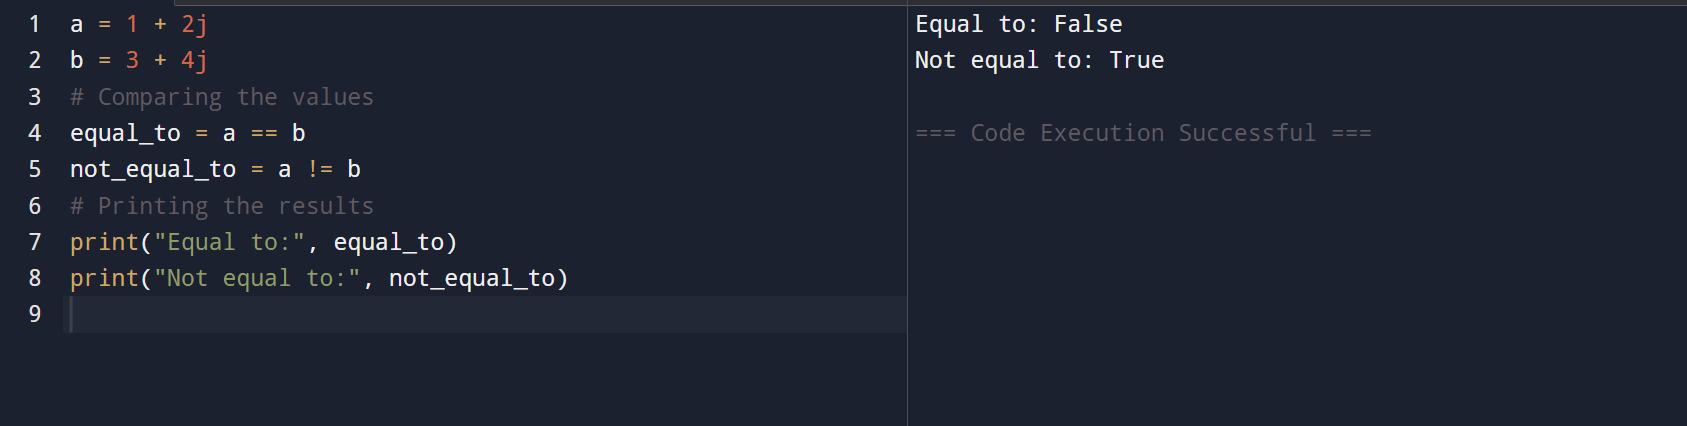 1 a = 1 + 2j
2 b = 3 + 4j
3 # Comparing the values
4 equal_to = a == b
5 not_equal_to = a != b
6 # Printing the results
7 print("Equal to:", equal_to)
8 print("Not equal to:", not_equal_to)
9
Equal to: False
Not equal to: True
=== Code Execution Successful ===